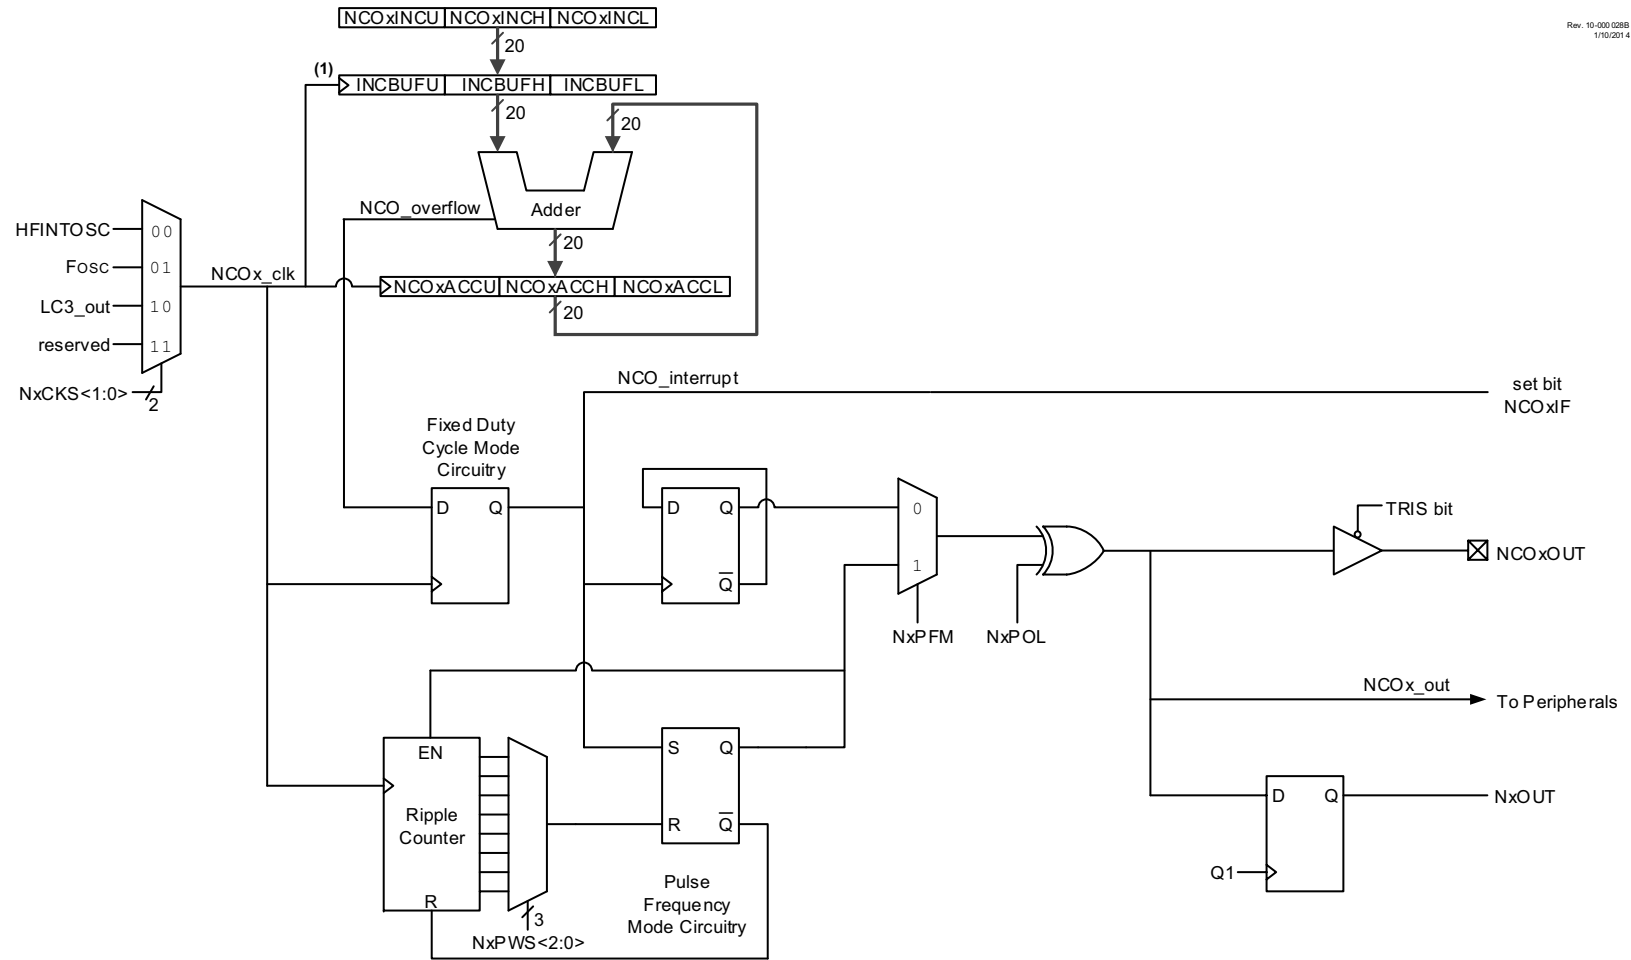 NCOxINCU NCOxINCH NCOxINCL
Rev. 10-000028B
1/10/2014
20
(1)
INCBUFU INCBUFH INCBUFL
20
20
NCO_overflow
Adder
HFINTOSC
00
20
Fosc
01
NCOx_clk
NCOxACCU NCOxACCH NCOxACCL
LC3_out
10
20
reserved
11
NxCKS<1:0>
2
NCO_interrupt
set bit
NCOxIF
Fixed Duty
Cycle Mode
Circuitry
D Q
D Q
0
TRIS bit
NCOxOUT
1
Q
NxPFM
NxPOL
NCOx_out
To Peripherals
EN
S Q
Ripple
Counter
R Q
D Q
NxOUT
Q1
R
3
NxPWS<2:0>
Pulse
Frequency
Mode Circuitry